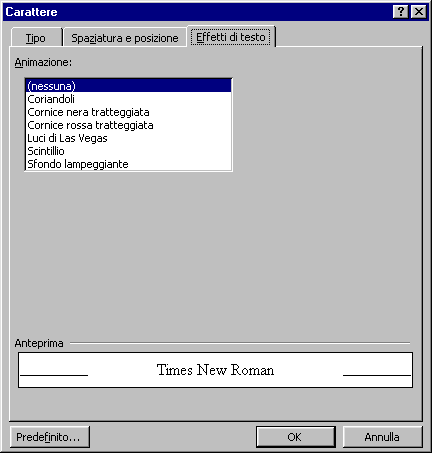 Carattere
Tipo
Spaziatura e posizione
Effetti di testo
Animazione:
(nessuna)
Coriandoli
Cornice nera tratteggiata
Cornice rossa tratteggiata
Luci di Las Vegas
Scintillio
Sfondo lampeggiante
Anteprima
Times New Roman
Predefinito...
OK
Annulla